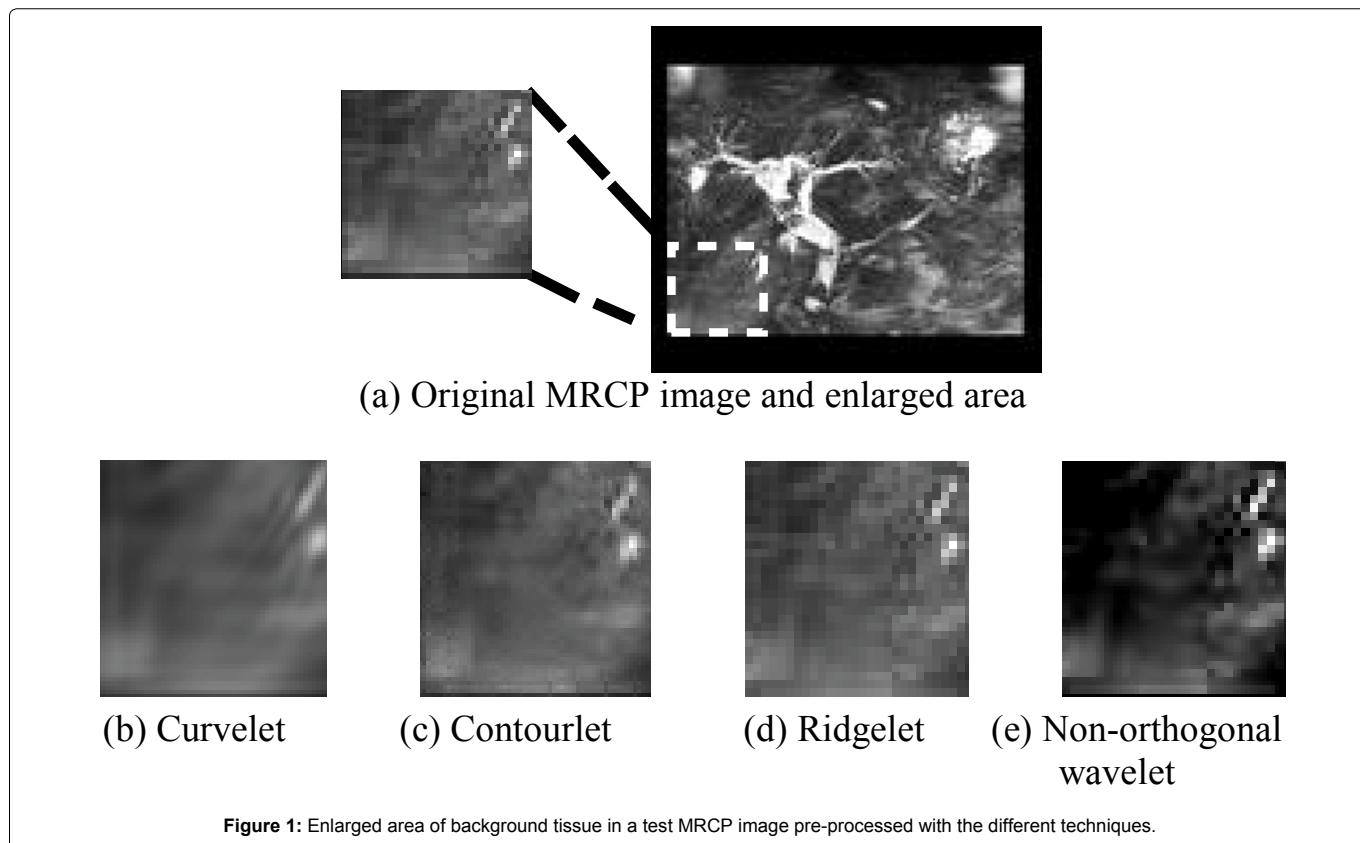 (a) Original MRCP image and enlarged area
(b) Curvelet
(c) Contourlet
(d) Ridgelet
(e) Non-orthogonal
wavelet
Figure 1: Enlarged area of background tissue in a test MRCP image pre-processed with the different techniques.